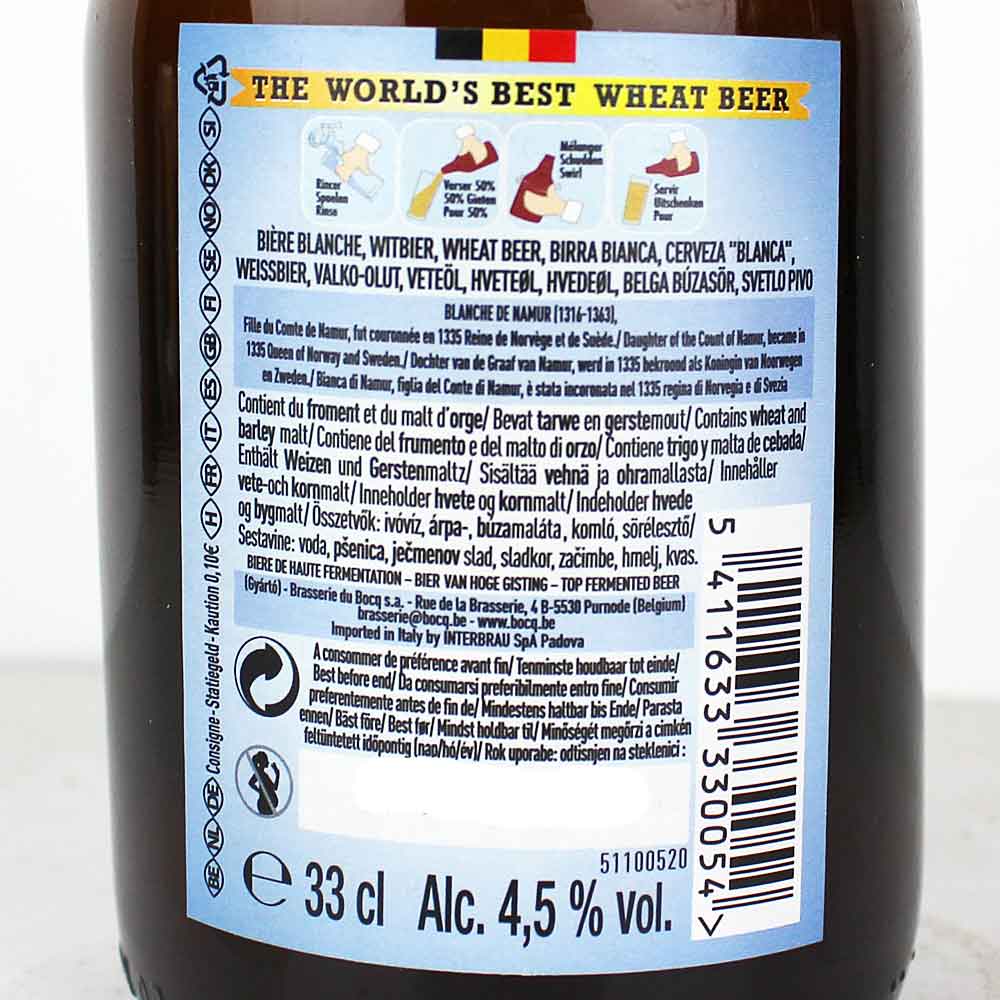 THE WORLD'S BEST WHEAT BEER
Rincer
Spoelen
Rinse
Verser 50%
50% Gieten
Pour 50%
Mélanger
Schudden
Swirl
Servir
Uitschenken
Pour
BIÈRE BLANCHE, WITBIER, WHEAT BEER, BIRRA BIANCA, CERVEZA "BLANCA",
WEISSBIER, VALKO-OLUT, VETEÖL, HVETEØL, HVEDEØL, BELGA BÚZASÖR, SVETLO PIVO
BLANCHE DE NAMUR (1316-1363),
Fille du Comte de Namur, fut couronnée en 1335 Reine de Norvège et de Suède./ Daughter of the Count of Namur, became in
1335 Queen of Norway and Sweden./ Dochter van de Graaf van Namur, werd in 1335 bekroond als Koningin van Noorwegen
en Zweden./ Bianca di Namur, figlia del Conte di Namur, è stata incoronata nel 1335 regina di Norvegia e di Svezia
Contient du froment et du malt d'orge/ Bevat tarwe en gerstemout/ Contains wheat and
barley malt/ Contiene del frumento e del malto di orzo/ Contiene trigo y malta de cebada/
Enthält Weizen und Gerstenmaltz/ Sisältää vehnä ja ohramallasta/ Innehåller
vete-och kornmalt/ Inneholder hvete og kornmalt/ Indeholder hvede
og bygmalt/ Összetvők: ivóvíz, árpa-, búzamaláta, komló, sörélesztő/
Sestavine: voda, pšenica, ječmenov slad, sladkor, začimbe, hmelj, kvas.
BIERE DE HAUTE FERMENTATION – BIER VAN HOGE GISTING – TOP FERMENTED BEER
(Gyártó) - Brasserie du Bocq s.a. - Rue de la Brasserie, 4 B-5530 Purnode (Belgium)
brasserie@bocq.be - www.bocq.be
Imported in Italy by INTERBRAU SpA Padova
A consommer de préférence avant fin/ Tenminste houdbaar tot einde/
Best before end/ Da consumarsi preferibilmente entro fine/ Consumir
preferentemente antes de fin de/ Mindestens haltbar bis Ende/ Parasta
ennen/ Bäst före/ Best før/ Mindst holdbar til/ Minőségét megőrzi a címkén
feltüntetett időpontig (nap/hó/év)/ Rok uporabe: odtisnjen na steklenici :
51100520
e 33 cl Alc. 4,5 % vol.
BE NL DE Consigne - Statiegeld - Kaution 0,10€ H FR IT ES GB FI SE NO DK SI
5 411633 330054 >